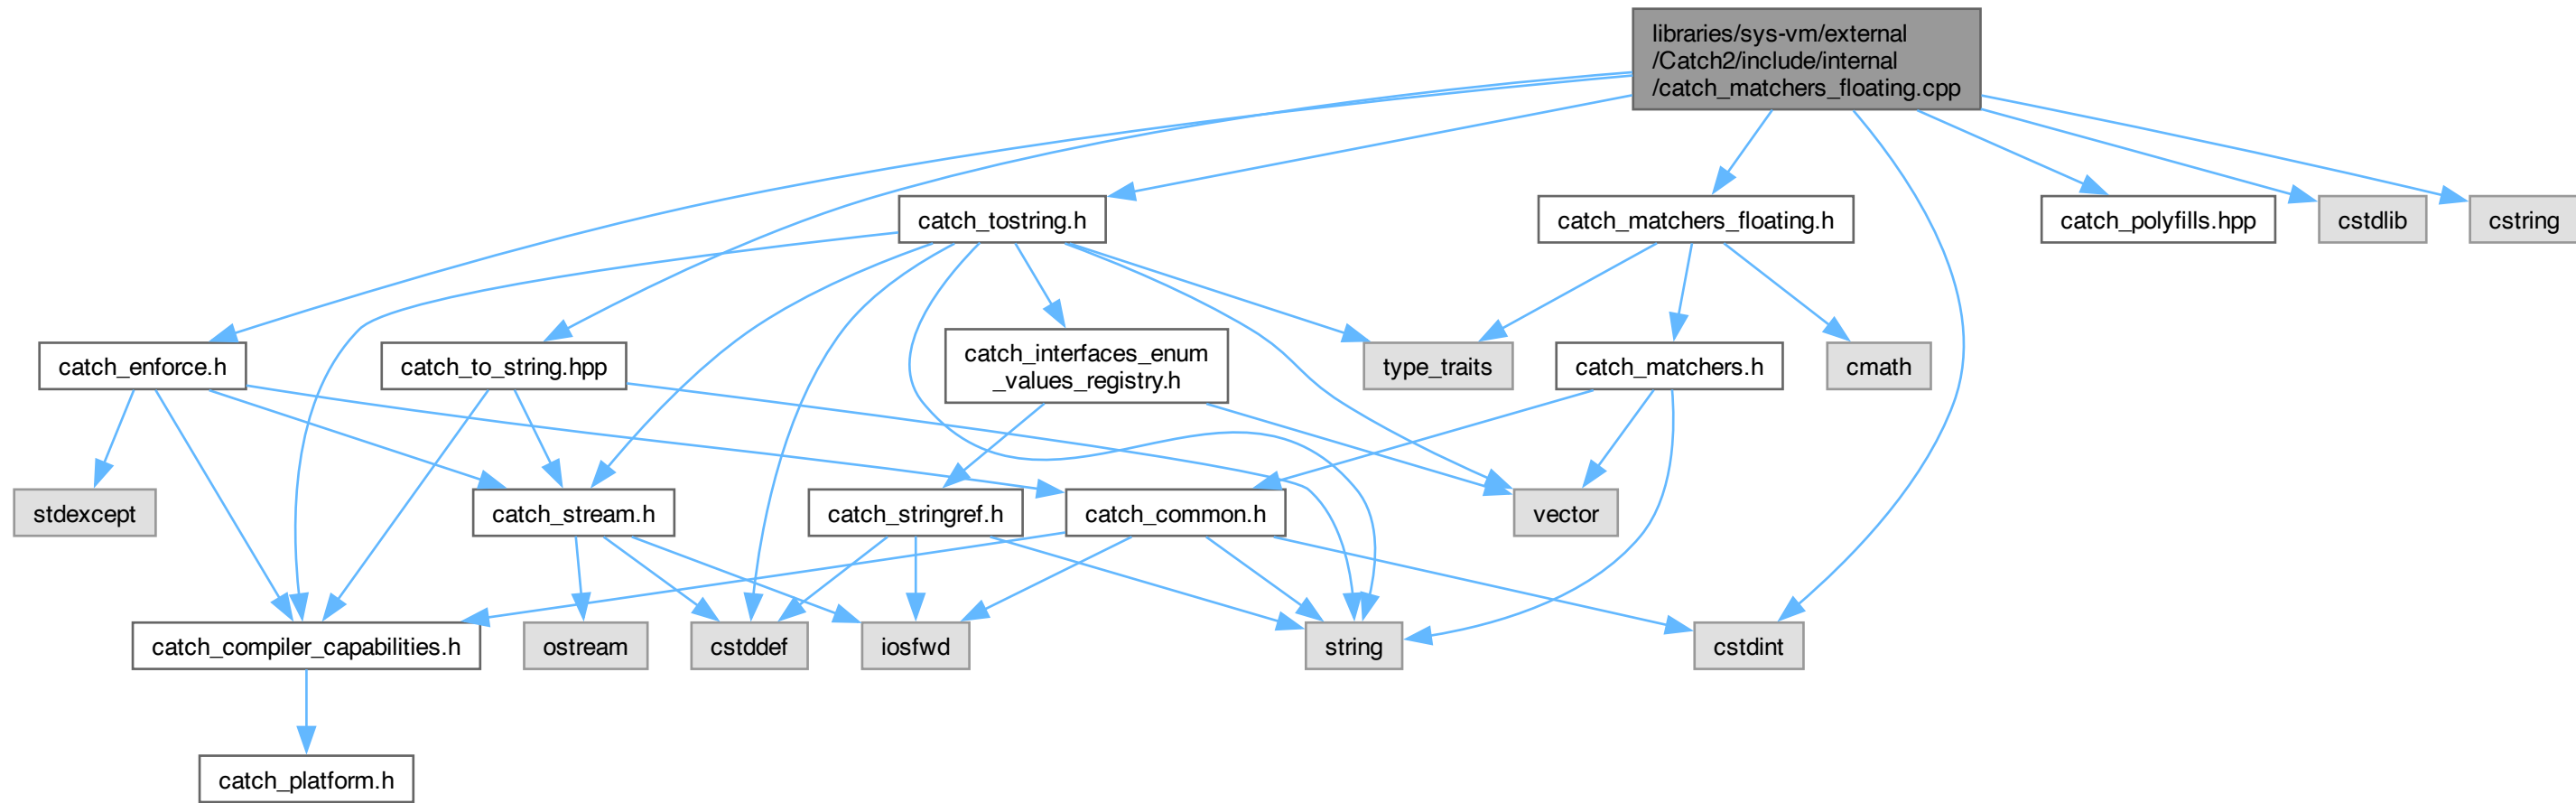 libraries/sys-vm/external
/Catch2/include/internal
/catch_matchers_floating.cpp
catch_tostring.h
catch_matchers_floating.h
catch_polyfills.hpp
cstdlib
cstring
catch_enforce.h
catch_to_string.hpp
catch_interfaces_enum
_values_registry.h
type_traits
catch_matchers.h
cmath
stdexcept
catch_stream.h
catch_stringref.h
catch_common.h
vector
catch_compiler_capabilities.h
ostream
cstddef
iosfwd
string
cstdint
catch_platform.h